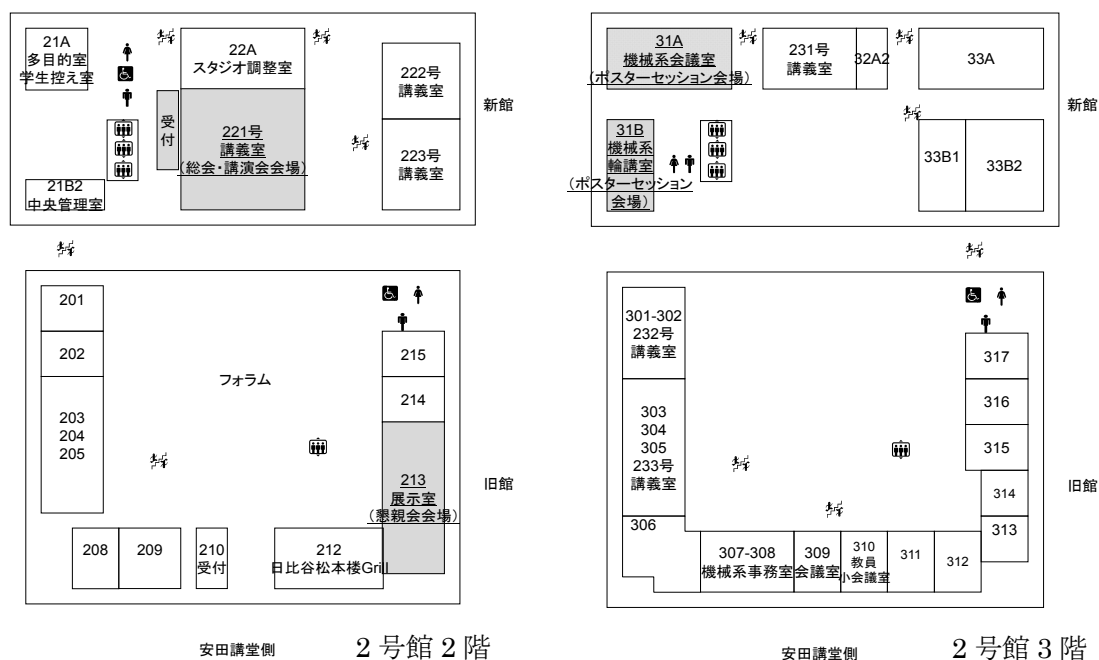 21A
多目的室
学生控え室
22A
スタジオ調整室
222号
講義室
受付
221号
講義室
(総会・講演会会場)
223号
講義室
21B2
中央管理室
新館
201
202
203
204
205
フォラム
215
214
213
展示室
(懇親会会場)
旧館
208
209
210
受付
212
日比谷松本楼Grill
安田講堂側
2号館2階
31A
機械系会議室
(ポスターセッション会場)
231号
講義室
32A2
33A
31B
機械系
輪講室
(ポスターセッション
会場)
33B1
33B2
新館
301-302
232号
講義室
303
304
305
233号
講義室
306
317
316
315
314
313
旧館
307-308
機械系事務室
309
会議室
310
教員
小会議室
311
312
安田講堂側
2号館3階